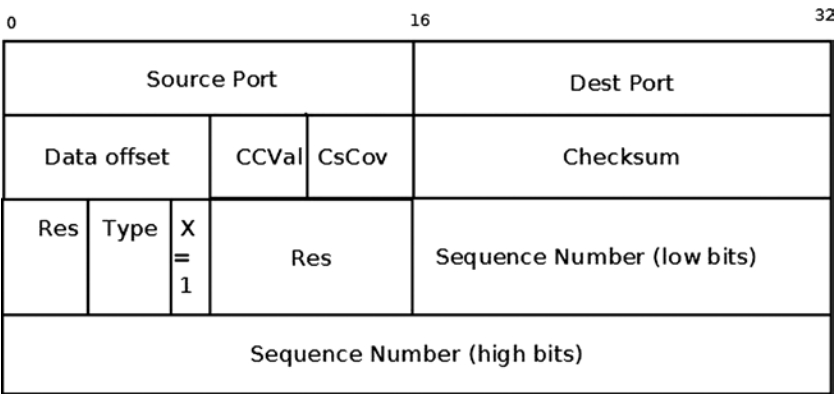 0 16 32
Source Port Dest Port
Data offset CCVal CsCov Checksum
Res Type X = 1 Res Sequence Number (low bits)
Sequence Number (high bits)